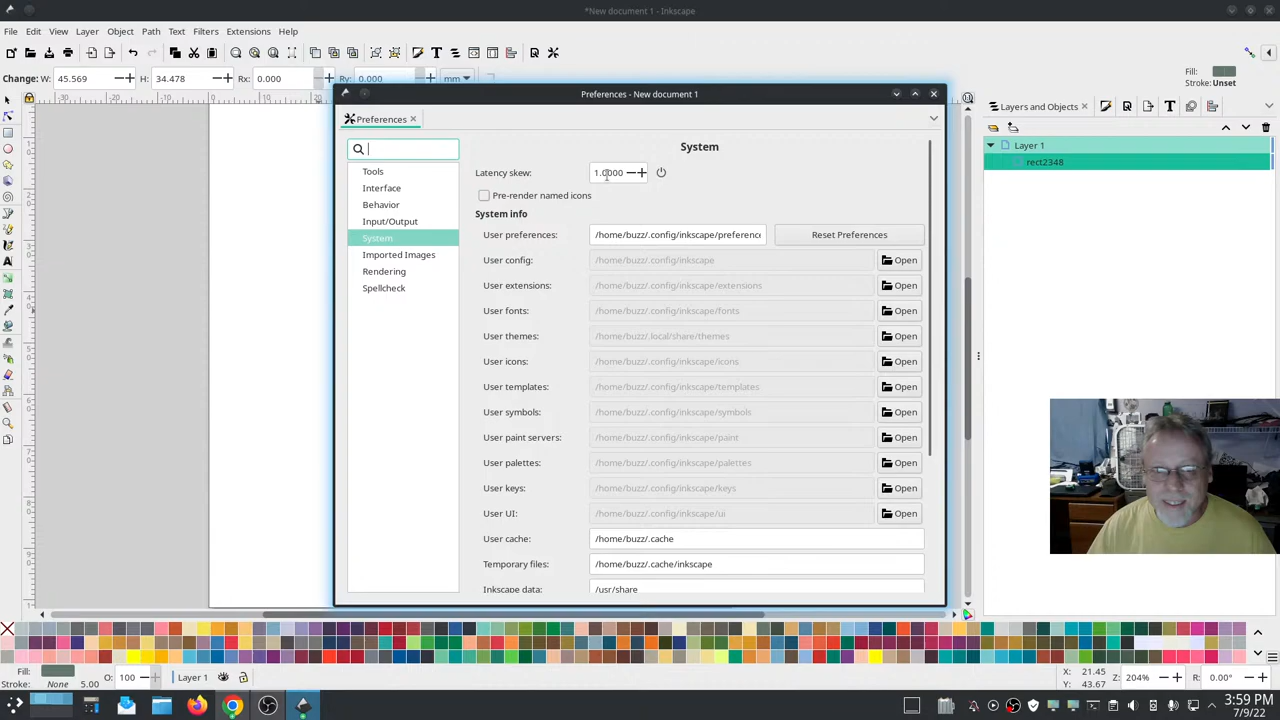 *New document 1 - Inkscape
File Edit View Layer Object Path Text Filters Extensions Help
Change: W: 45.569 H: 34.478 Rx: 0.000 Ry: 0.000 mm
Fill:
Stroke: Unset
Preferences - New document 1
Preferences
Layers and Objects
Layer 1
rect2348
Tools
Interface
Behavior
Input/Output
System
Imported Images
Rendering
Spellcheck
System
Latency skew: 1.0000
Pre-render named icons
System info
User preferences: /home/buzz/.config/inkscape/preference Reset Preferences
User config: /home/buzz/.config/inkscape Open
User extensions: /home/buzz/.config/inkscape/extensions Open
User fonts: /home/buzz/.config/inkscape/fonts Open
User themes: /home/buzz/.local/share/themes Open
User icons: /home/buzz/.config/inkscape/icons Open
User templates: /home/buzz/.config/inkscape/templates Open
User symbols: /home/buzz/.config/inkscape/symbols Open
User paint servers: /home/buzz/.config/inkscape/paint Open
User palettes: /home/buzz/.config/inkscape/palettes Open
User keys: /home/buzz/.config/inkscape/keys Open
User UI: /home/buzz/.config/inkscape/ui Open
User cache: /home/buzz/.cache
Temporary files: /home/buzz/.cache/inkscape
Inkscape data: /usr/share
Fill:
Stroke: None 5.00
O: 100
Layer 1
X: 21.45
Y: 43.67
Z: 204%
R: 0.00°
3:59 PM
7/9/22